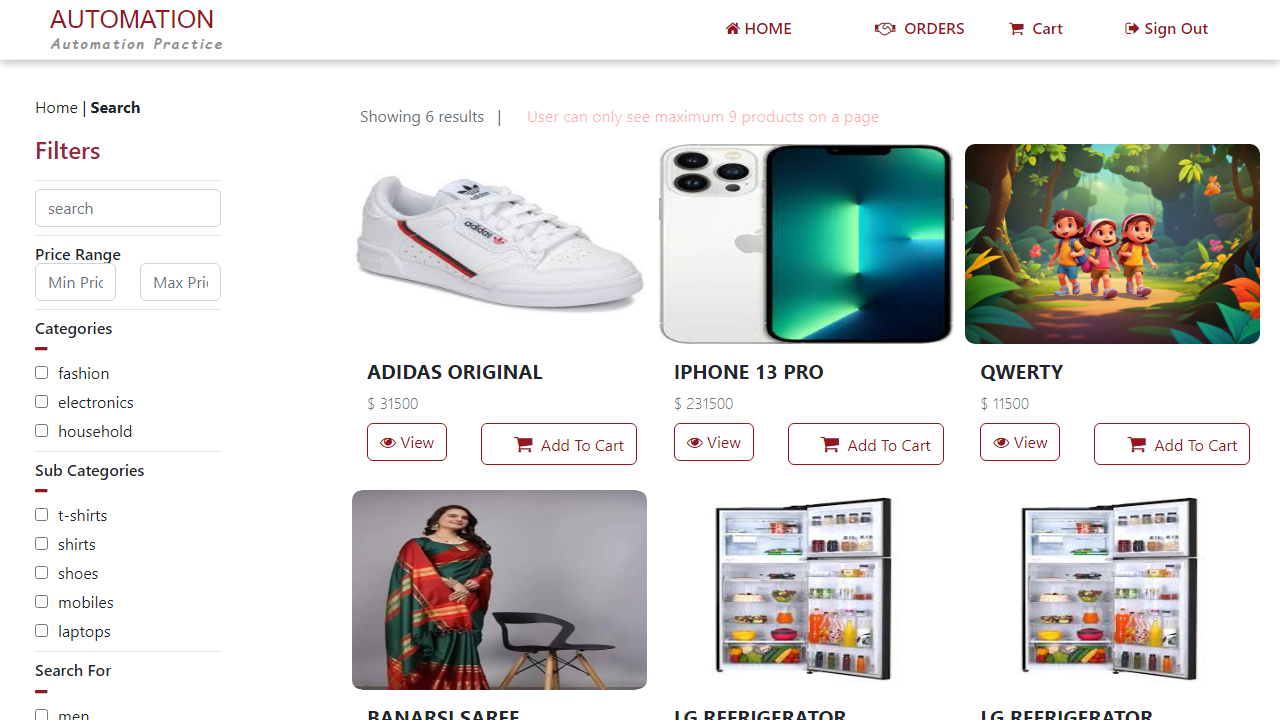 AUTOMATION
Automation Practice
HOME
ORDERS
Cart
Sign Out
Home | Search
Filters
search
Price Range
Min Pric
Max Pric
Categories
fashion
electronics
household
Sub Categories
t-shirts
shirts
shoes
mobiles
laptops
Search For
men
Showing 6 results |
User can only see maximum 9 products on a page
adidas
adidas
ADIDAS ORIGINAL
$ 31500
View
Add To Cart
IPHONE 13 PRO
$ 231500
View
Add To Cart
QWERTY
$ 11500
View
Add To Cart
BANARSI SAREE
LG REFRIGERATOR
LG REFRIGERATOR